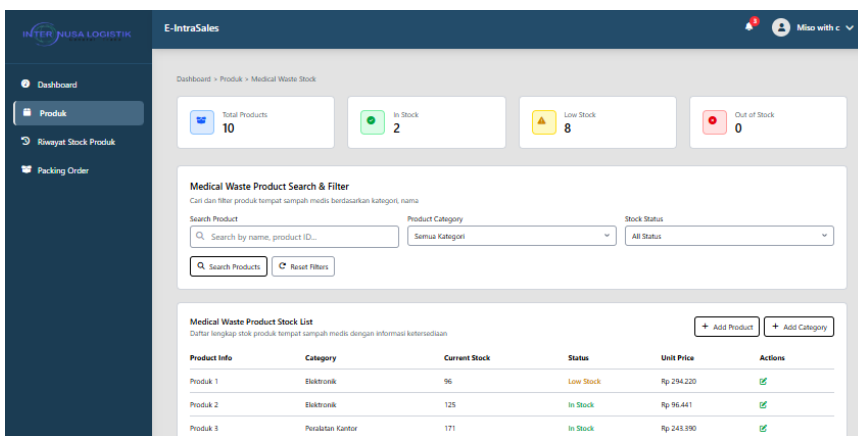 INTER NUSA LOGISTIK
E-IntraSales
3
Miso with c
Dashboard
Produk
Riwayat Stock Produk
Packing Order
Dashboard > Produk > Medical Waste Stock
Total Products
10
In Stock
2
Low Stock
8
Out of Stock
0
Medical Waste Product Search & Filter
Cari dan filter produk tempat sampah medis berdasarkan kategori, nama
Search Product
Product Category
Stock Status
Search by name, product ID...
Semua Kategori
All Status
Search Products
Reset Filters
Medical Waste Product Stock List
Daftar lengkap stok produk tempat sampah medis dengan informasi ketersediaan
+ Add Product
+ Add Category
Product Info Category Current Stock Status Unit Price Actions
Produk 1 Elektronik 96 Low Stock Rp 294.220
Produk 2 Elektronik 125 In Stock Rp 96.441
Produk 3 Peralatan Kantor 171 In Stock Rp 243.390